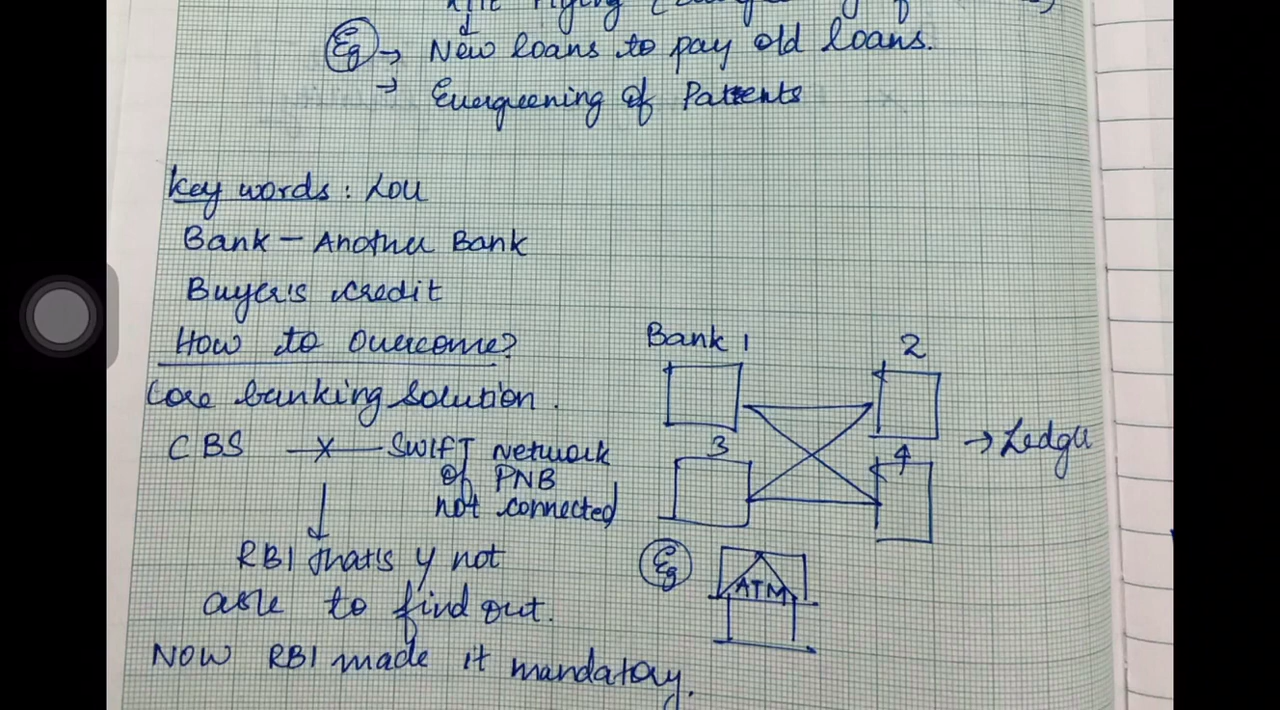 Flying (
Eg → New loans to pay old loans.
→ Evergreening of Patents
Key words : LOU
Bank – Another Bank
Buyer's credit
How to Overcome?
Core banking solution.
CBS —x— SWIFT network
of PNB
not connected
RBI that's y not
able to find out.
Now RBI made it mandatory.
Bank 1 2
3 4
→ Ledger
Eg ATM